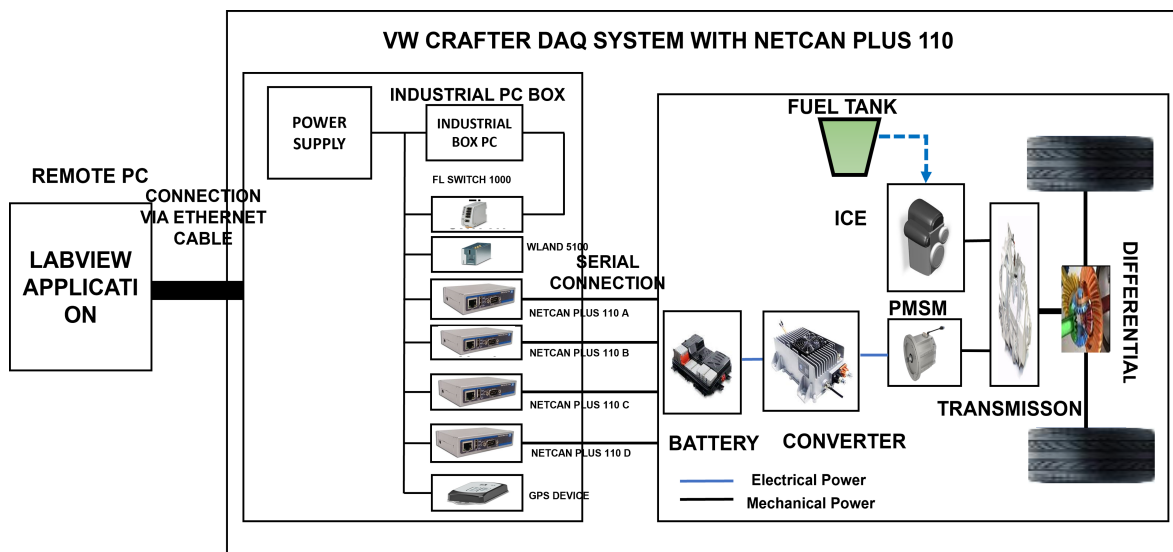 VW CRAFTER DAQ SYSTEM WITH NETCAN PLUS 110
REMOTE PC
LABVIEW
APPLICATI
ON
CONNECTION
VIA ETHERNET
CABLE
INDUSTRIAL PC BOX
POWER
SUPPLY
INDUSTRIAL
BOX PC
FL SWITCH 1000
WLAND 5100
SERIAL
CONNECTION
NETCAN PLUS 110 A
NETCAN PLUS 110 B
NETCAN PLUS 110 C
NETCAN PLUS 110 D
GPS DEVICE
FUEL TANK
ICE
PMSM
DIFFERENTIAL
TRANSMISSON
BATTERY
CONVERTER
Electrical Power
Mechanical Power